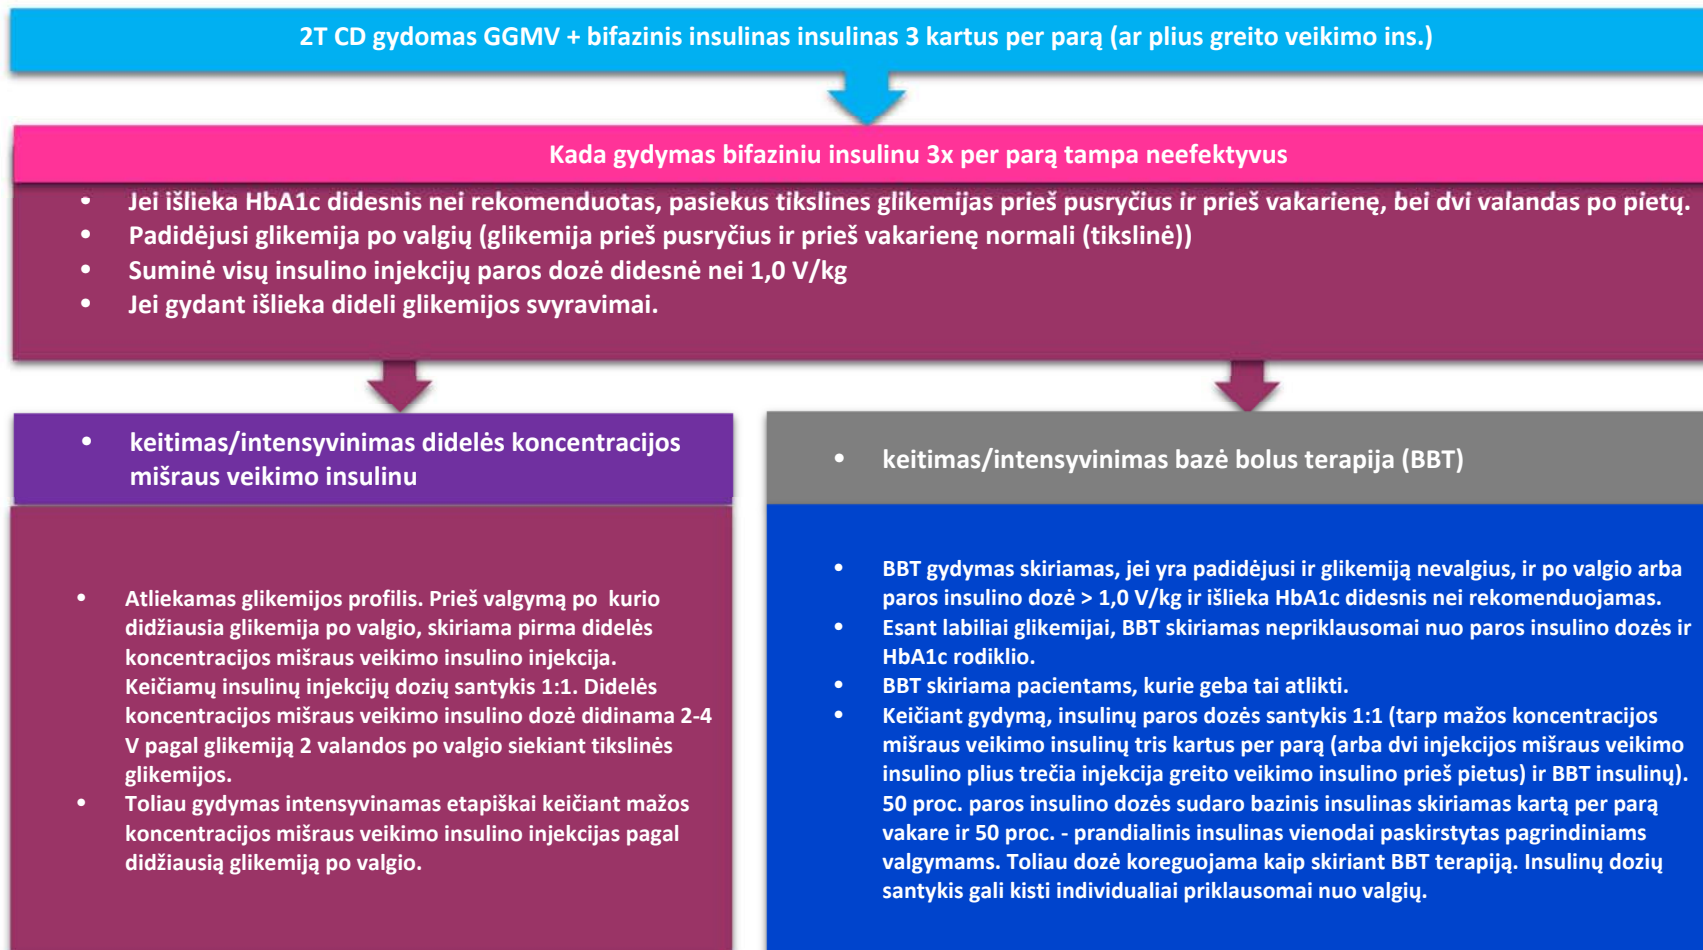 2T CD gydomas GGMV + bifazinis insulinas insulinas 3 kartus per parą (ar plius greito veikimo ins.)
Kada gydymas bifaziniu insulinu 3x per parą tampa neefektyvus
• Jei išlieka HbA1c didesnis nei rekomenduotas, pasiekus tikslines glikemijas prieš pusryčius ir prieš vakarienę, bei dvi valandas po pietų.
• Padidėjusi glikemija po valgių (glikemija prieš pusryčius ir prieš vakarienę normali (tikslinė))
• Suminė visų insulino injekcijų paros dozė didesnė nei 1,0 V/kg
• Jei gydant išlieka dideli glikemijos svyravimai.
• keitimas/intensyvinimas didelės koncentracijos
mišraus veikimo insulinu
• Atliekamas glikemijos profilis. Prieš valgymą po kurio
didžiausia glikemija po valgio, skiriama pirma didelės
koncentracijos mišraus veikimo insulino injekcija.
Keičiamų insulinų injekcijų dozių santykis 1:1. Didelės
koncentracijos mišraus veikimo insulino dozė didinama 2-4
V pagal glikemiją 2 valandos po valgio siekiant tikslinės
glikemijos.
• Toliau gydymas intensyvinamas etapiškai keičiant mažos
koncentracijos mišraus veikimo insulino injekcijas pagal
didžiausią glikemiją po valgio.
• keitimas/intensyvinimas bazė bolus terapija (BBT)
• BBT gydymas skiriamas, jei yra padidėjusi ir glikemiją nevalgius, ir po valgio arba
paros insulino dozė > 1,0 V/kg ir išlieka HbA1c didesnis nei rekomenduojamas.
• Esant labiliai glikemijai, BBT skiriamas nepriklausomai nuo paros insulino dozės ir
HbA1c rodiklio.
• BBT skiriama pacientams, kurie geba tai atlikti.
• Keičiant gydymą, insulinų paros dozės santykis 1:1 (tarp mažos koncentracijos
mišraus veikimo insulinų tris kartus per parą (arba dvi injekcijos mišraus veikimo
insulino plius trečia injekcija greito veikimo insulino prieš pietus) ir BBT insulinų).
50 proc. paros insulino dozės sudaro bazinis insulinas skiriamas kartą per parą
vakare ir 50 proc. - prandialinis insulinas vienodai paskirstytas pagrindiniams
valgymams. Toliau dozė koreguojama kaip skiriant BBT terapiją. Insulinų dozių
santykis gali kisti individualiai priklausomai nuo valgių.